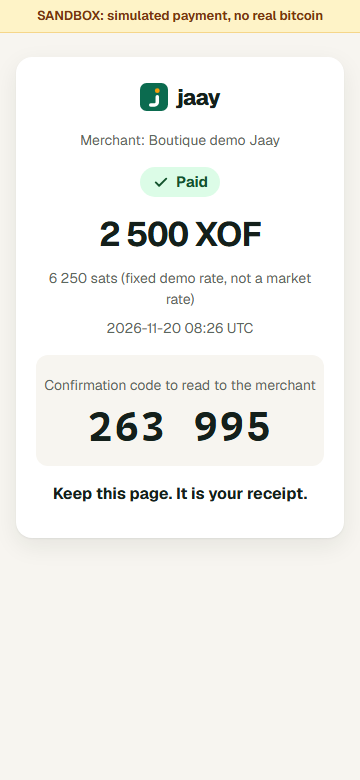 SANDBOX: simulated payment, no real bitcoin
jaay
Merchant: Boutique demo Jaay
Paid
2 500 XOF
6 250 sats (fixed demo rate, not a market
rate)
2026-11-20 08:26 UTC
Confirmation code to read to the merchant
263 995
Keep this page. It is your receipt.